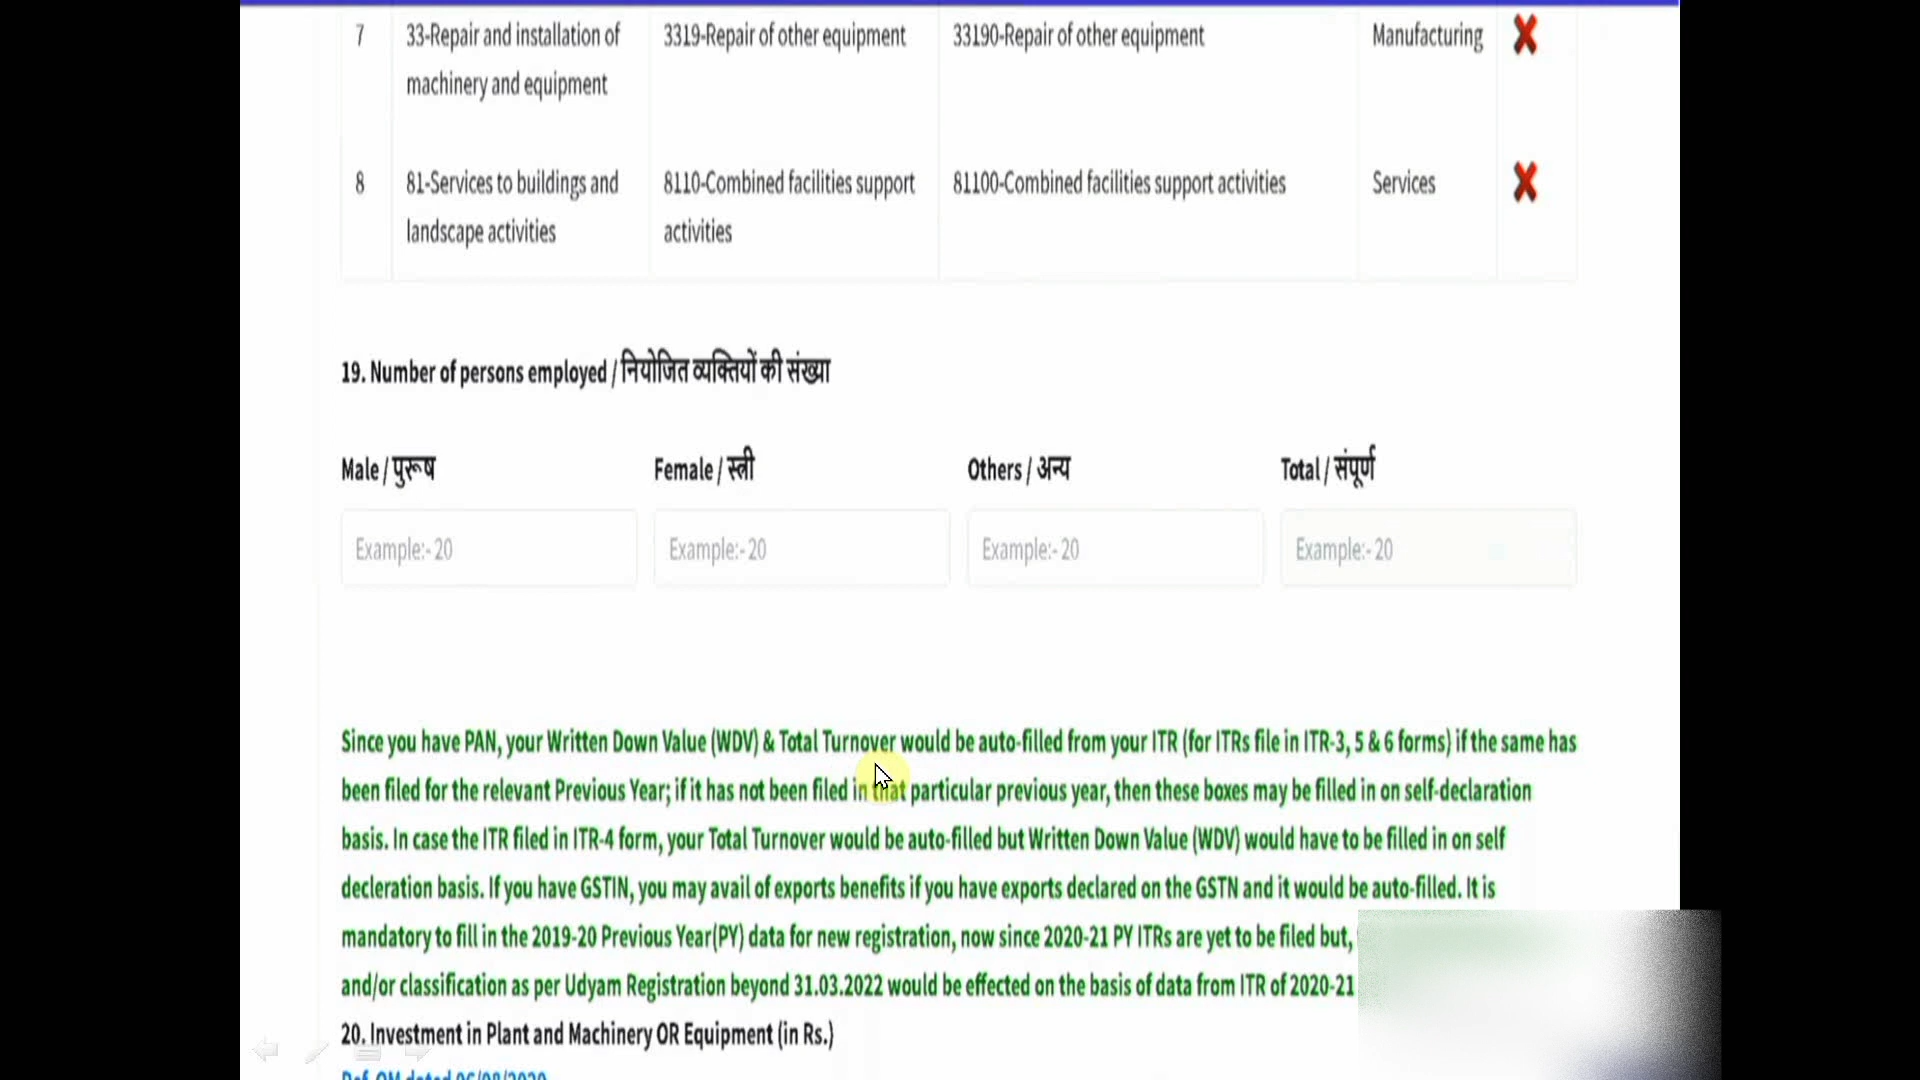 7 33-Repair and installation of 3319-Repair of other equipment 33190-Repair of other equipment Manufacturing
machinery and equipment
8 81-Services to buildings and 8110-Combined facilities support 81100-Combined facilities support activities Services
landscape activities activities
19. Number of persons employed / नियोजित व्यक्तियों की संख्या
Male / पुरूष Female / स्त्री Others / अन्य Total / संपूर्ण
Example:- 20 Example:- 20 Example:- 20 Example:- 20
Since you have PAN, your Written Down Value (WDV) & Total Turnover would be auto-filled from your ITR (for ITRs file in ITR-3, 5 & 6 forms) if the same has
been filed for the relevant Previous Year; if it has not been filed in that particular previous year, then these boxes may be filled in on self-declaration
basis. In case the ITR filed in ITR-4 form, your Total Turnover would be auto-filled but Written Down Value (WDV) would have to be filled in on self
decleration basis. If you have GSTIN, you may avail of exports benefits if you have exports declared on the GSTN and it would be auto-filled. It is
mandatory to fill in the 2019-20 Previous Year(PY) data for new registration, now since 2020-21 PY ITRs are yet to be filed but,
and/or classification as per Udyam Registration beyond 31.03.2022 would be effected on the basis of data from ITR of 2020-21
20. Investment in Plant and Machinery OR Equipment (in Rs.)
Ref. OM dated 06/08/2020